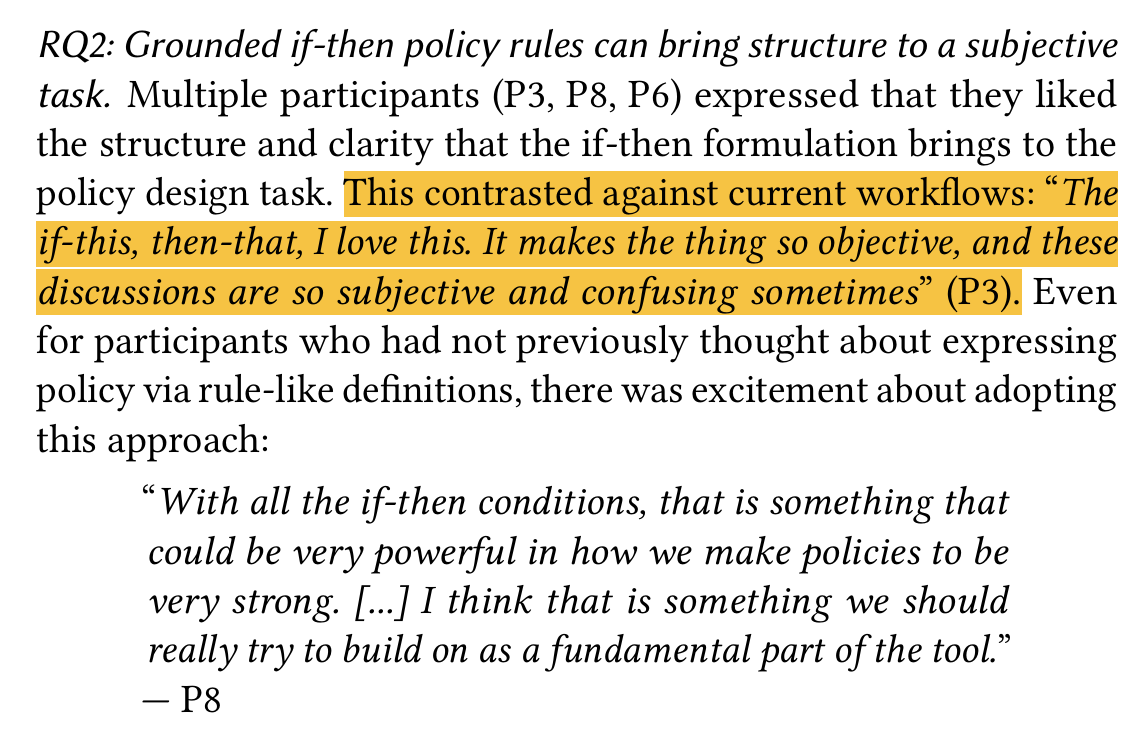 RQ2: Grounded if-then policy rules can bring structure to a subjective
task. Multiple participants (P3, P8, P6) expressed that they liked
the structure and clarity that the if-then formulation brings to the
policy design task. This contrasted against current workflows: “The
if-this, then-that, I love this. It makes the thing so objective, and these
discussions are so subjective and confusing sometimes” (P3). Even
for participants who had not previously thought about expressing
policy via rule-like definitions, there was excitement about adopting
this approach:
“With all the if-then conditions, that is something that
could be very powerful in how we make policies to be
very strong. [...] I think that is something we should
really try to build on as a fundamental part of the tool.”
— P8